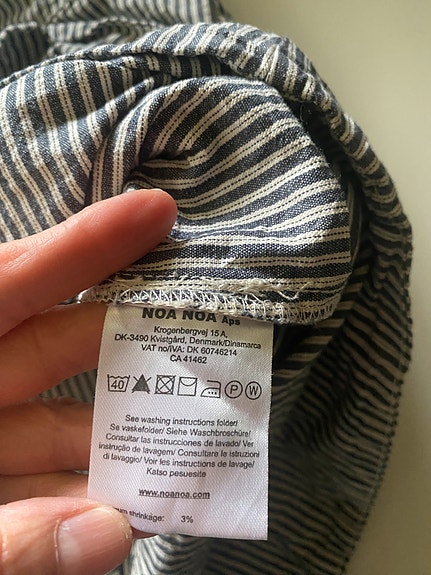 NOA NOA Aps
Krogenbergvej 15 A,
DK-3490 Kvistgård, Denmark/Dinamarca
VAT no/IVA: DK 60746214
CA 41462
40 P W
See washing instructions folder/
Se vaskefolder/ Siehe Waschbroschüre/
Consultar las instrucciones de lavado/ Ver
instrução de lavagem/ Consultare le istruzioni
di lavaggio/ Voir les instructions de lavage/
Katso pesuesite
www.noanoa.com
shrinkage: 3%